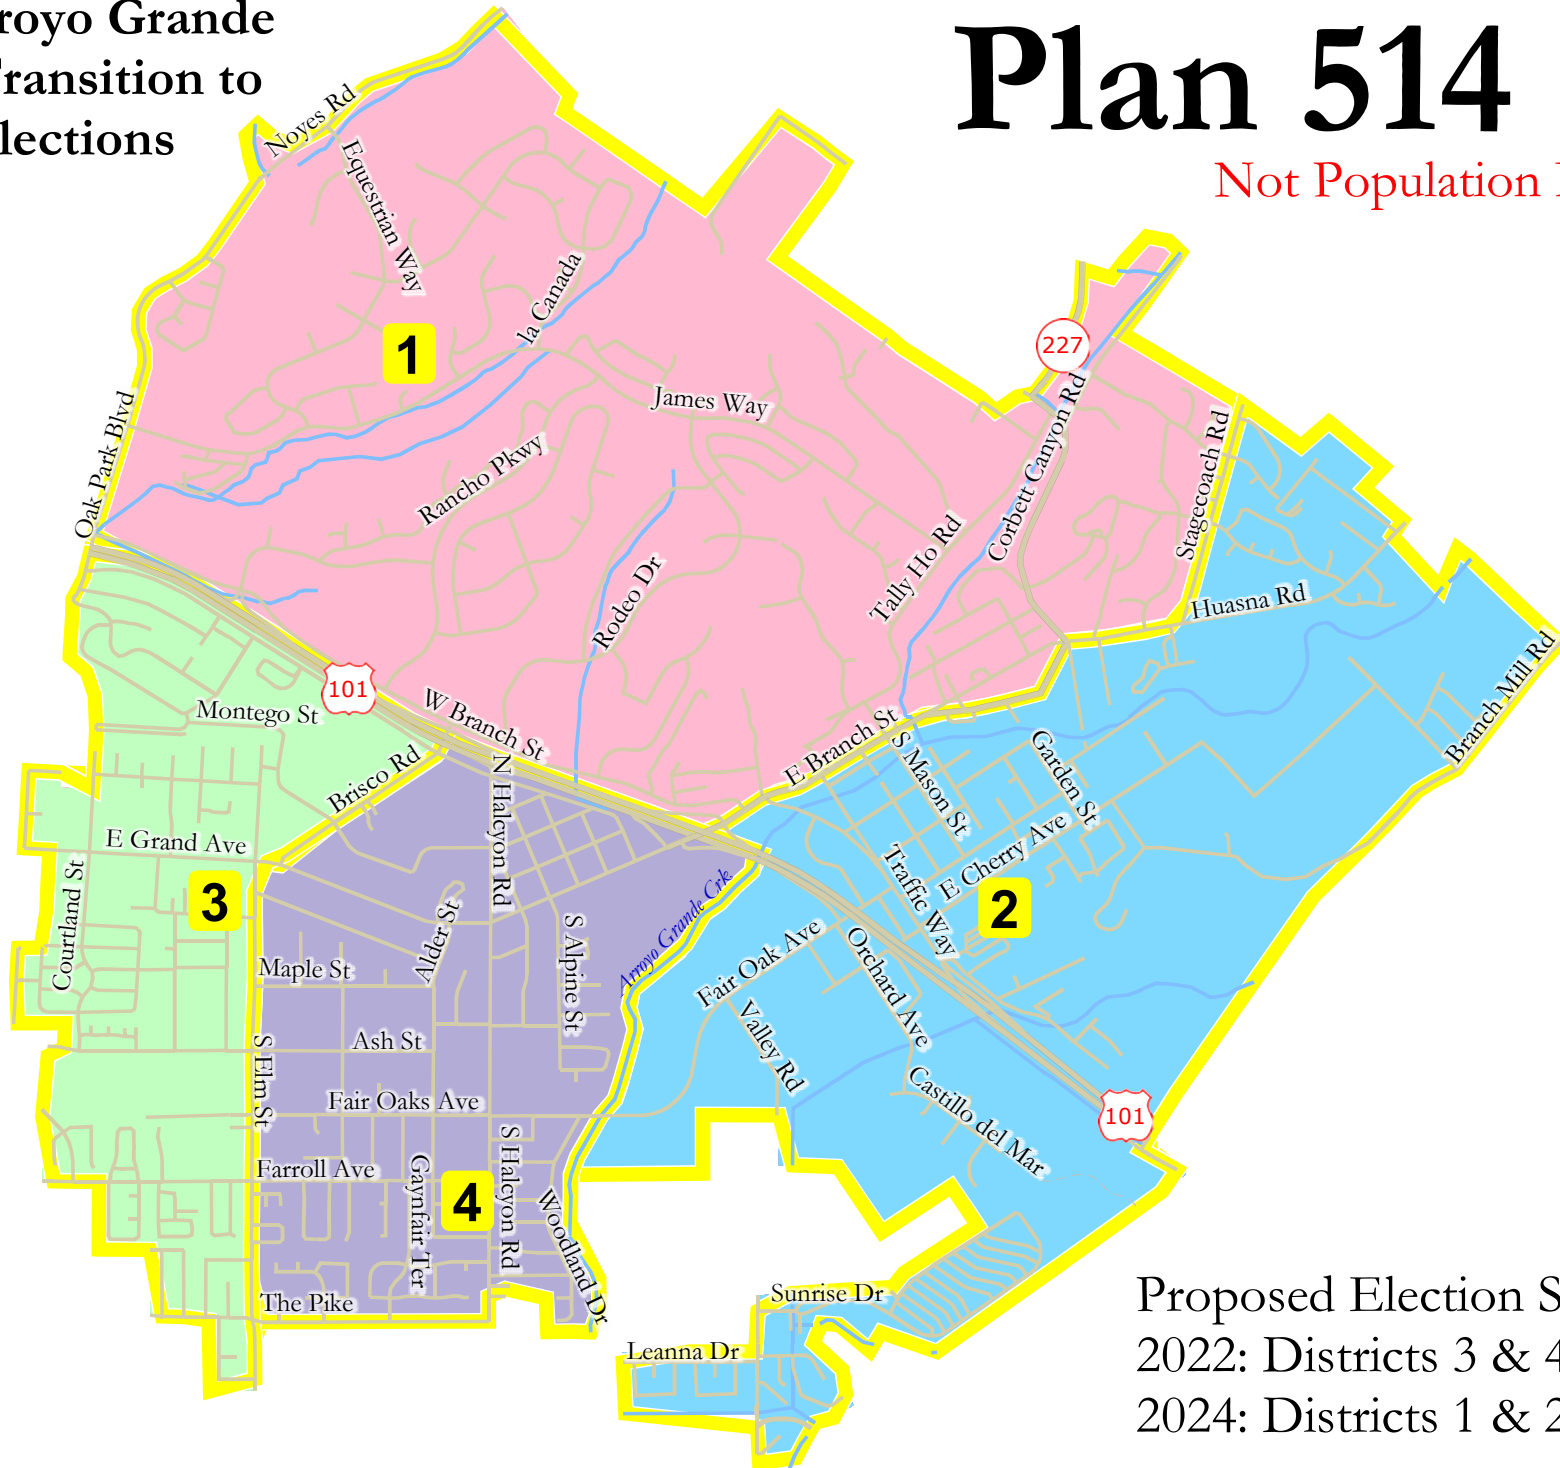 royo Grande
ransition to
lections
Plan 514
Not Population
Noyes Rd
Equestrian Way
la Canada
1
227
James Way
Oak Park Blvd
Rancho Pkwy
Corbett Canyon Rd
Stagecoach Rd
Tally Ho Rd
Rodeo Dr
Huasna Rd
Branch Mill Rd
101
Montego St
W Branch St
E Branch St
S Mason St
Garden St
Brisco Rd
N Halcyon Rd
E Grand Ave
E Cherry Ave
Traffic Way
Courtland St
3
2
Alder St
S Alpine St
Arroyo Grande Crk
Fair Oak Ave
Orchard Ave
Maple St
Valley Rd
Ash St
S Elm St
Castillo del Mar
Fair Oaks Ave
101
Farroll Ave
Gaynfair Ter
4
S Halcyon Rd
Woodland Dr
The Pike
Sunrise Dr
Leanna Dr
Proposed Election S
2022: Districts 3 & 4
2024: Districts 1 & 2